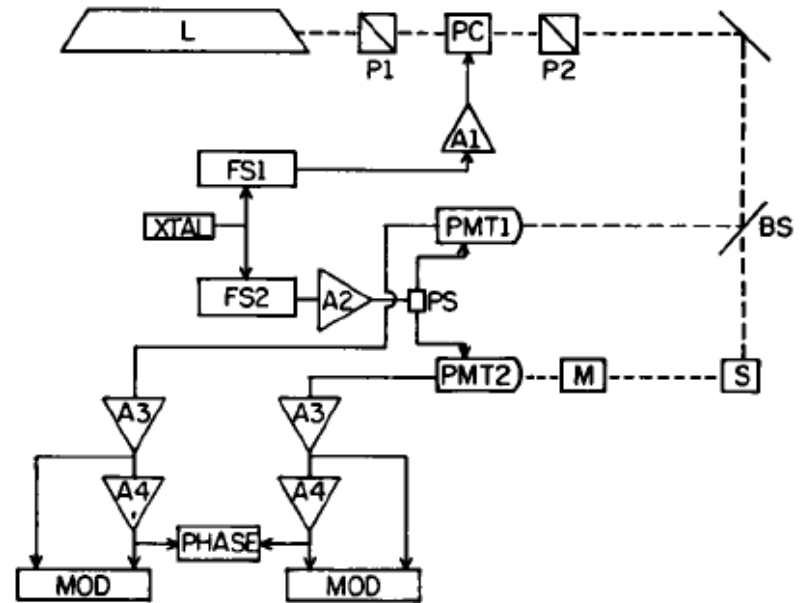 L
P1
PC
P2
A1
FS1
XTAL
PMT1
BS
FS2
A2
PS
PMT2
M
S
A3
A3
A4
A4
PHASE
MOD
MOD